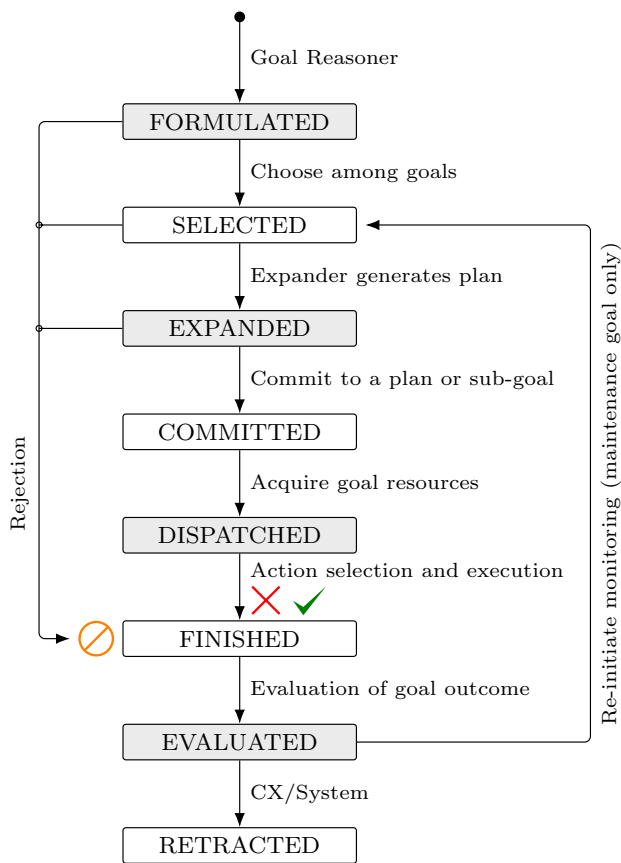 Goal Reasoner
FORMULATED
Choose among goals
SELECTED
Expander generates plan
EXPANDED
Commit to a plan or sub-goal
COMMITTED
Acquire goal resources
DISPATCHED
Action selection and execution
FINISHED
Evaluation of goal outcome
EVALUATED
CX/System
RETRACTED
Rejection
Re-initiate monitoring (maintenance goal only)